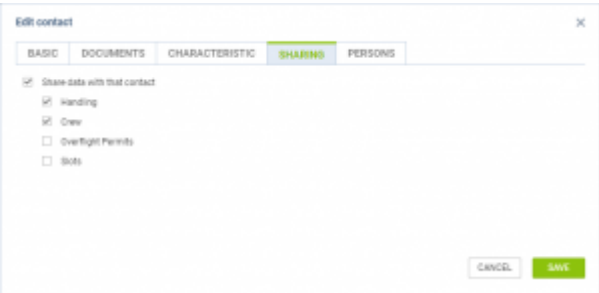 Edit contact
BASIC DOCUMENTS CHARACTERISTIC SHARING PERSONS
Share data with that contact
Handling
Crew
Overflight Permits
Slots
CANCEL SAVE